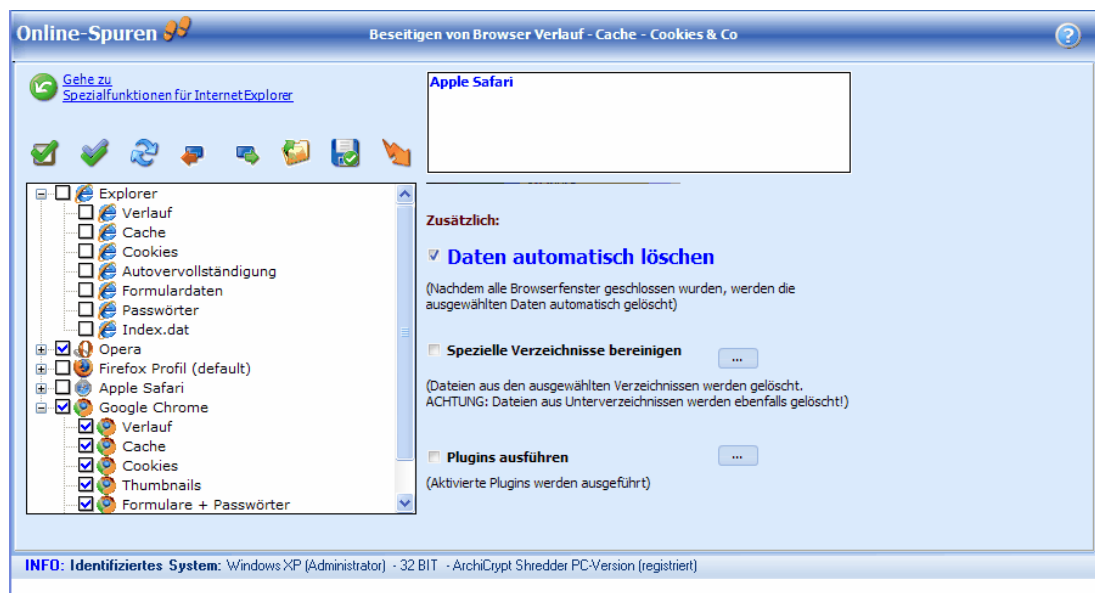 Online-Spuren
Beseitigen von Browser Verlauf - Cache - Cookies & Co
?
Gehe zu
Spezialfunktionen für InternetExplorer
Apple Safari
Explorer
Verlauf
Cache
Cookies
Autovervollständigung
Formulardaten
Passwörter
Index.dat
Opera
Firefox Profil (default)
Apple Safari
Google Chrome
Verlauf
Cache
Cookies
Thumbnails
Formulare + Passwörter
Zusätzlich:
Daten automatisch löschen
(Nachdem alle Browserfenster geschlossen wurden, werden die
ausgewählten Daten automatisch gelöscht)
Spezielle Verzeichnisse bereinigen
...
(Dateien aus den ausgewählten Verzeichnissen werden gelöscht.
ACHTUNG: Dateien aus Unterverzeichnissen werden ebenfalls gelöscht!)
Plugins ausführen
...
(Aktivierte Plugins werden ausgeführt)
INFO: Identifiziertes System: Windows XP (Administrator) - 32 BIT - ArchiCrypt Shredder PC-Version (registriert)